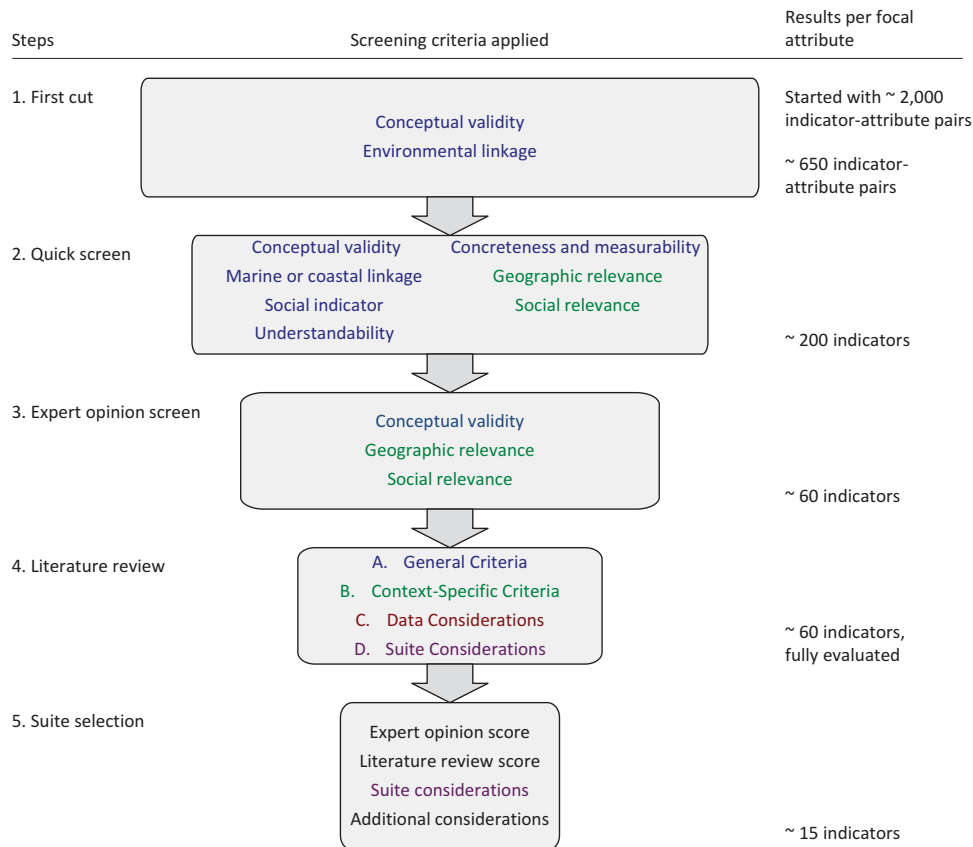 Steps
Screening criteria applied
Results per focal
attribute
1. First cut
Conceptual validity
Environmental linkage
Started with ~ 2,000
indicator-attribute pairs
~ 650 indicator-
attribute pairs
2. Quick screen
Conceptual validity
Marine or coastal linkage
Social indicator
Understandability
Concreteness and measurability
Geographic relevance
Social relevance
~ 200 indicators
3. Expert opinion screen
Conceptual validity
Geographic relevance
Social relevance
~ 60 indicators
4. Literature review
A. General Criteria
B. Context-Specific Criteria
C. Data Considerations
D. Suite Considerations
~ 60 indicators,
fully evaluated
5. Suite selection
Expert opinion score
Literature review score
Suite considerations
Additional considerations
~ 15 indicators